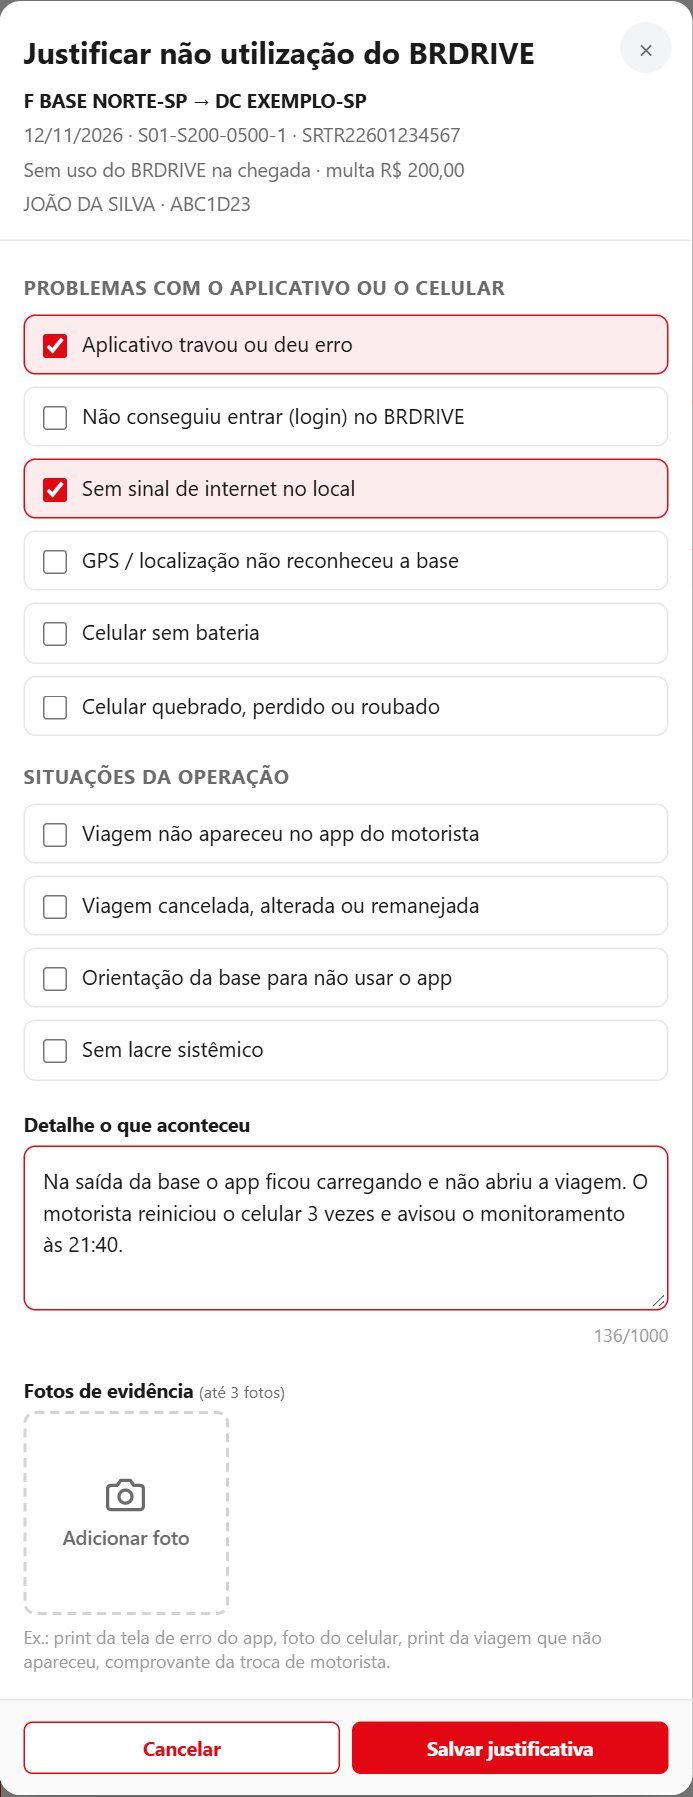 Justificar não utilização do BRDRIVE
×
F BASE NORTE-SP → DC EXEMPLO-SP
12/11/2026 · S01-S200-0500-1 · SRTR22601234567
Sem uso do BRDRIVE na chegada · multa R$ 200,00
JOÃO DA SILVA · ABC1D23
PROBLEMAS COM O APLICATIVO OU O CELULAR
Aplicativo travou ou deu erro
Não conseguiu entrar (login) no BRDRIVE
Sem sinal de internet no local
GPS / localização não reconheceu a base
Celular sem bateria
Celular quebrado, perdido ou roubado
SITUAÇÕES DA OPERAÇÃO
Viagem não apareceu no app do motorista
Viagem cancelada, alterada ou remanejada
Orientação da base para não usar o app
Sem lacre sistêmico
Detalhe o que aconteceu
Na saída da base o app ficou carregando e não abriu a viagem. O
motorista reiniciou o celular 3 vezes e avisou o monitoramento
às 21:40.
136/1000
Fotos de evidência (até 3 fotos)
Adicionar foto
Ex.: print da tela de erro do app, foto do celular, print da viagem que não
apareceu, comprovante da troca de motorista.
Cancelar
Salvar justificativa